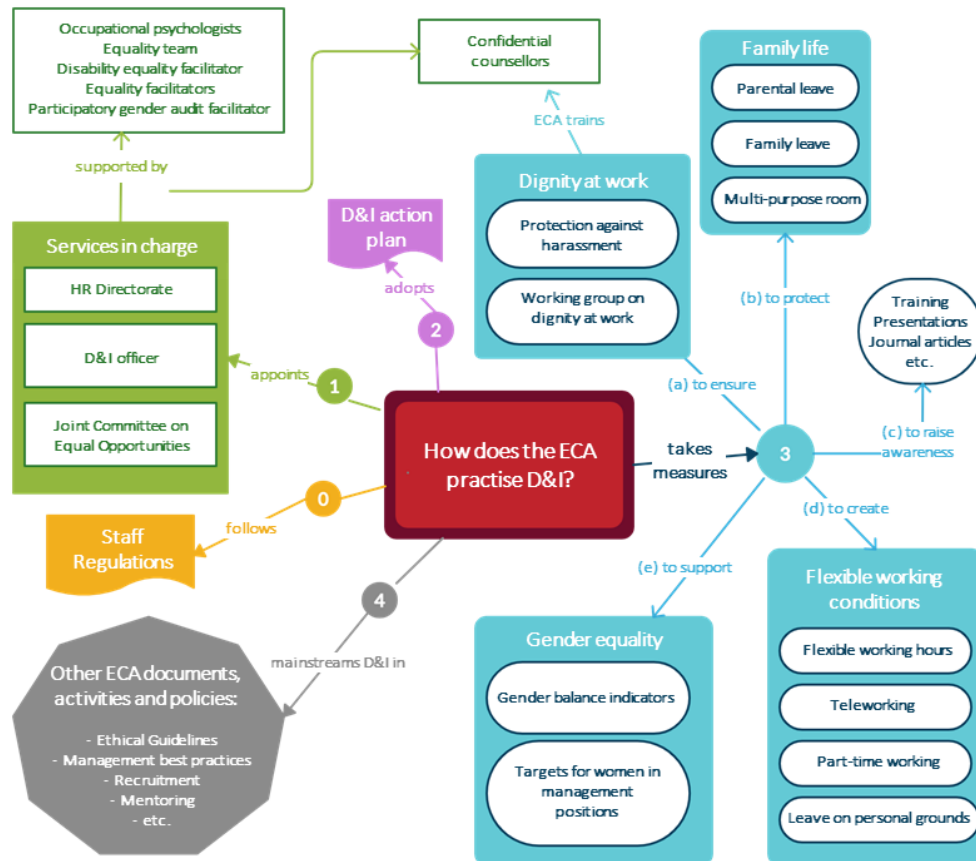 Occupational psychologists
Equality team
Disability equality facilitator
Equality facilitators
Participatory gender audit facilitator
Confidential
counsellors
Family life
Parental leave
Family leave
Multi-purpose room
supported by
ECA trains
Dignity at work
Protection against
harassment
Working group on
dignity at work
D&I action
plan
adopts
2
Services in charge
HR Directorate
D&I officer
Joint Committee on
Equal Opportunities
appoints
1
(b) to protect
Training
Presentations
Journal articles
etc.
(a) to ensure
(c) to raise
awareness
How does the ECA
practise D&I?
takes
measures
3
0
follows
Staff
Regulations
(d) to create
(e) to support
4
mainstreams D&I in
Other ECA documents,
activities and policies:
- Ethical Guidelines
- Management best practices
- Recruitment
- Mentoring
- etc.
Gender equality
Gender balance indicators
Targets for women in
management
positions
Flexible working
conditions
Flexible working hours
Teleworking
Part-time working
Leave on personal grounds